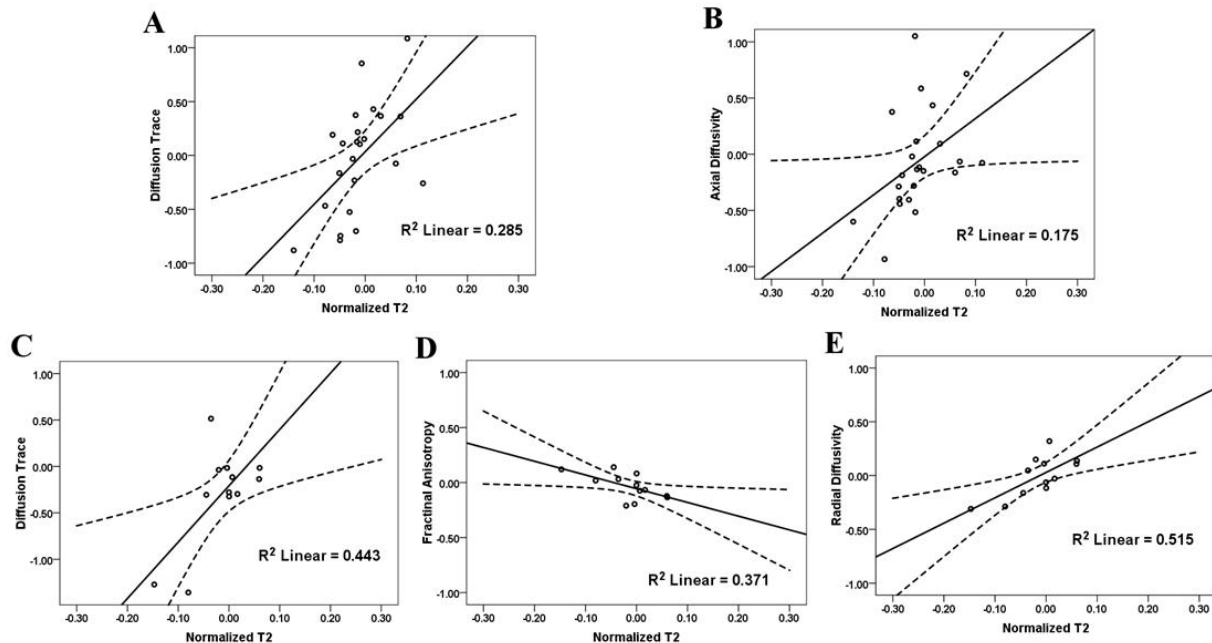 A
Diffusion Trace
1.00
0.50
0.00
-0.50
-1.00
R² Linear = 0.285
-0.30 -0.20 -0.10 0.00 0.10 0.20 0.30
Normalized T2
B
Axial Diffusivity
1.00
0.50
0.00
-0.50
-1.00
R² Linear = 0.175
-0.30 -0.20 -0.10 0.00 0.10 0.20 0.30
Normalized T2
C
Diffusion Trace
1.00
0.50
0.00
-0.50
-1.00
R² Linear = 0.443
-0.30 -0.20 -0.10 0.00 0.10 0.20 0.30
Normalized T2
D
Fractinal Anisotropy
1.00
0.50
0.00
-0.50
-1.00
R² Linear = 0.371
-0.30 -0.20 -0.10 0.00 0.10 0.20 0.30
Normalized T2
E
Radial Diffusivity
1.00
0.50
0.00
-0.50
-1.00
R² Linear = 0.515
-0.30 -0.20 -0.10 0.00 0.10 0.20 0.30
Normalized T2